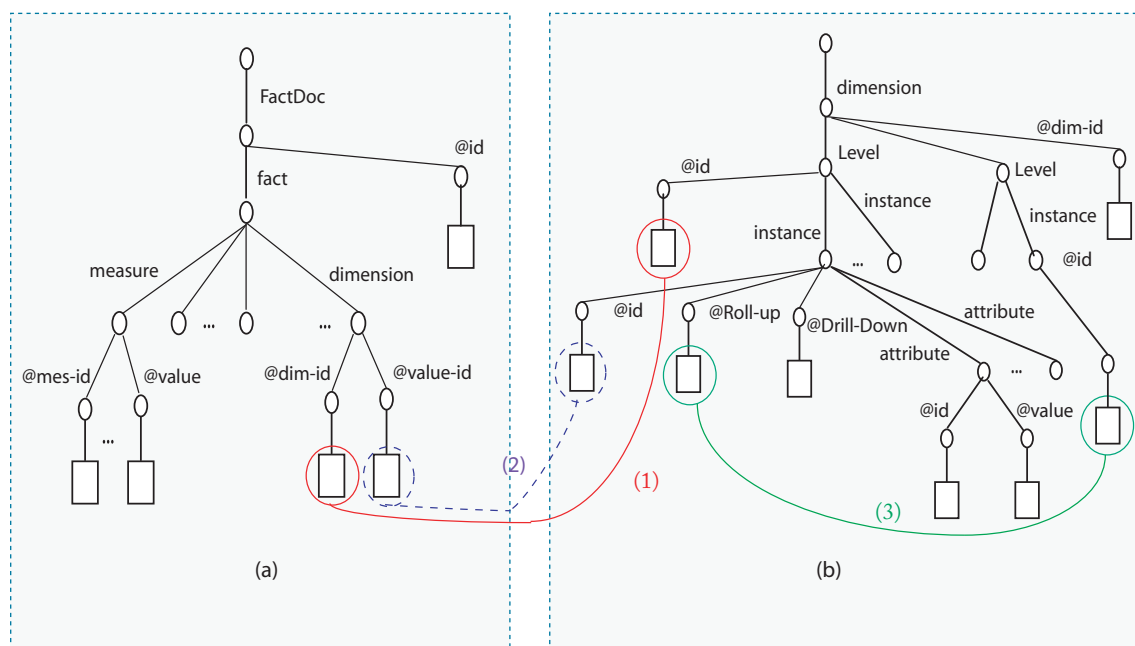 FactDoc
@id
fact
measure
dimension
...
...
@mes-id
@value
@dim-id
@value-id
...
(a)
dimension
@dim-id
@id
Level
Level
instance
instance
instance
...
@id
@id
@Roll-up
@Drill-Down
attribute
attribute
...
@id
@value
(2)
(1)
(3)
(b)